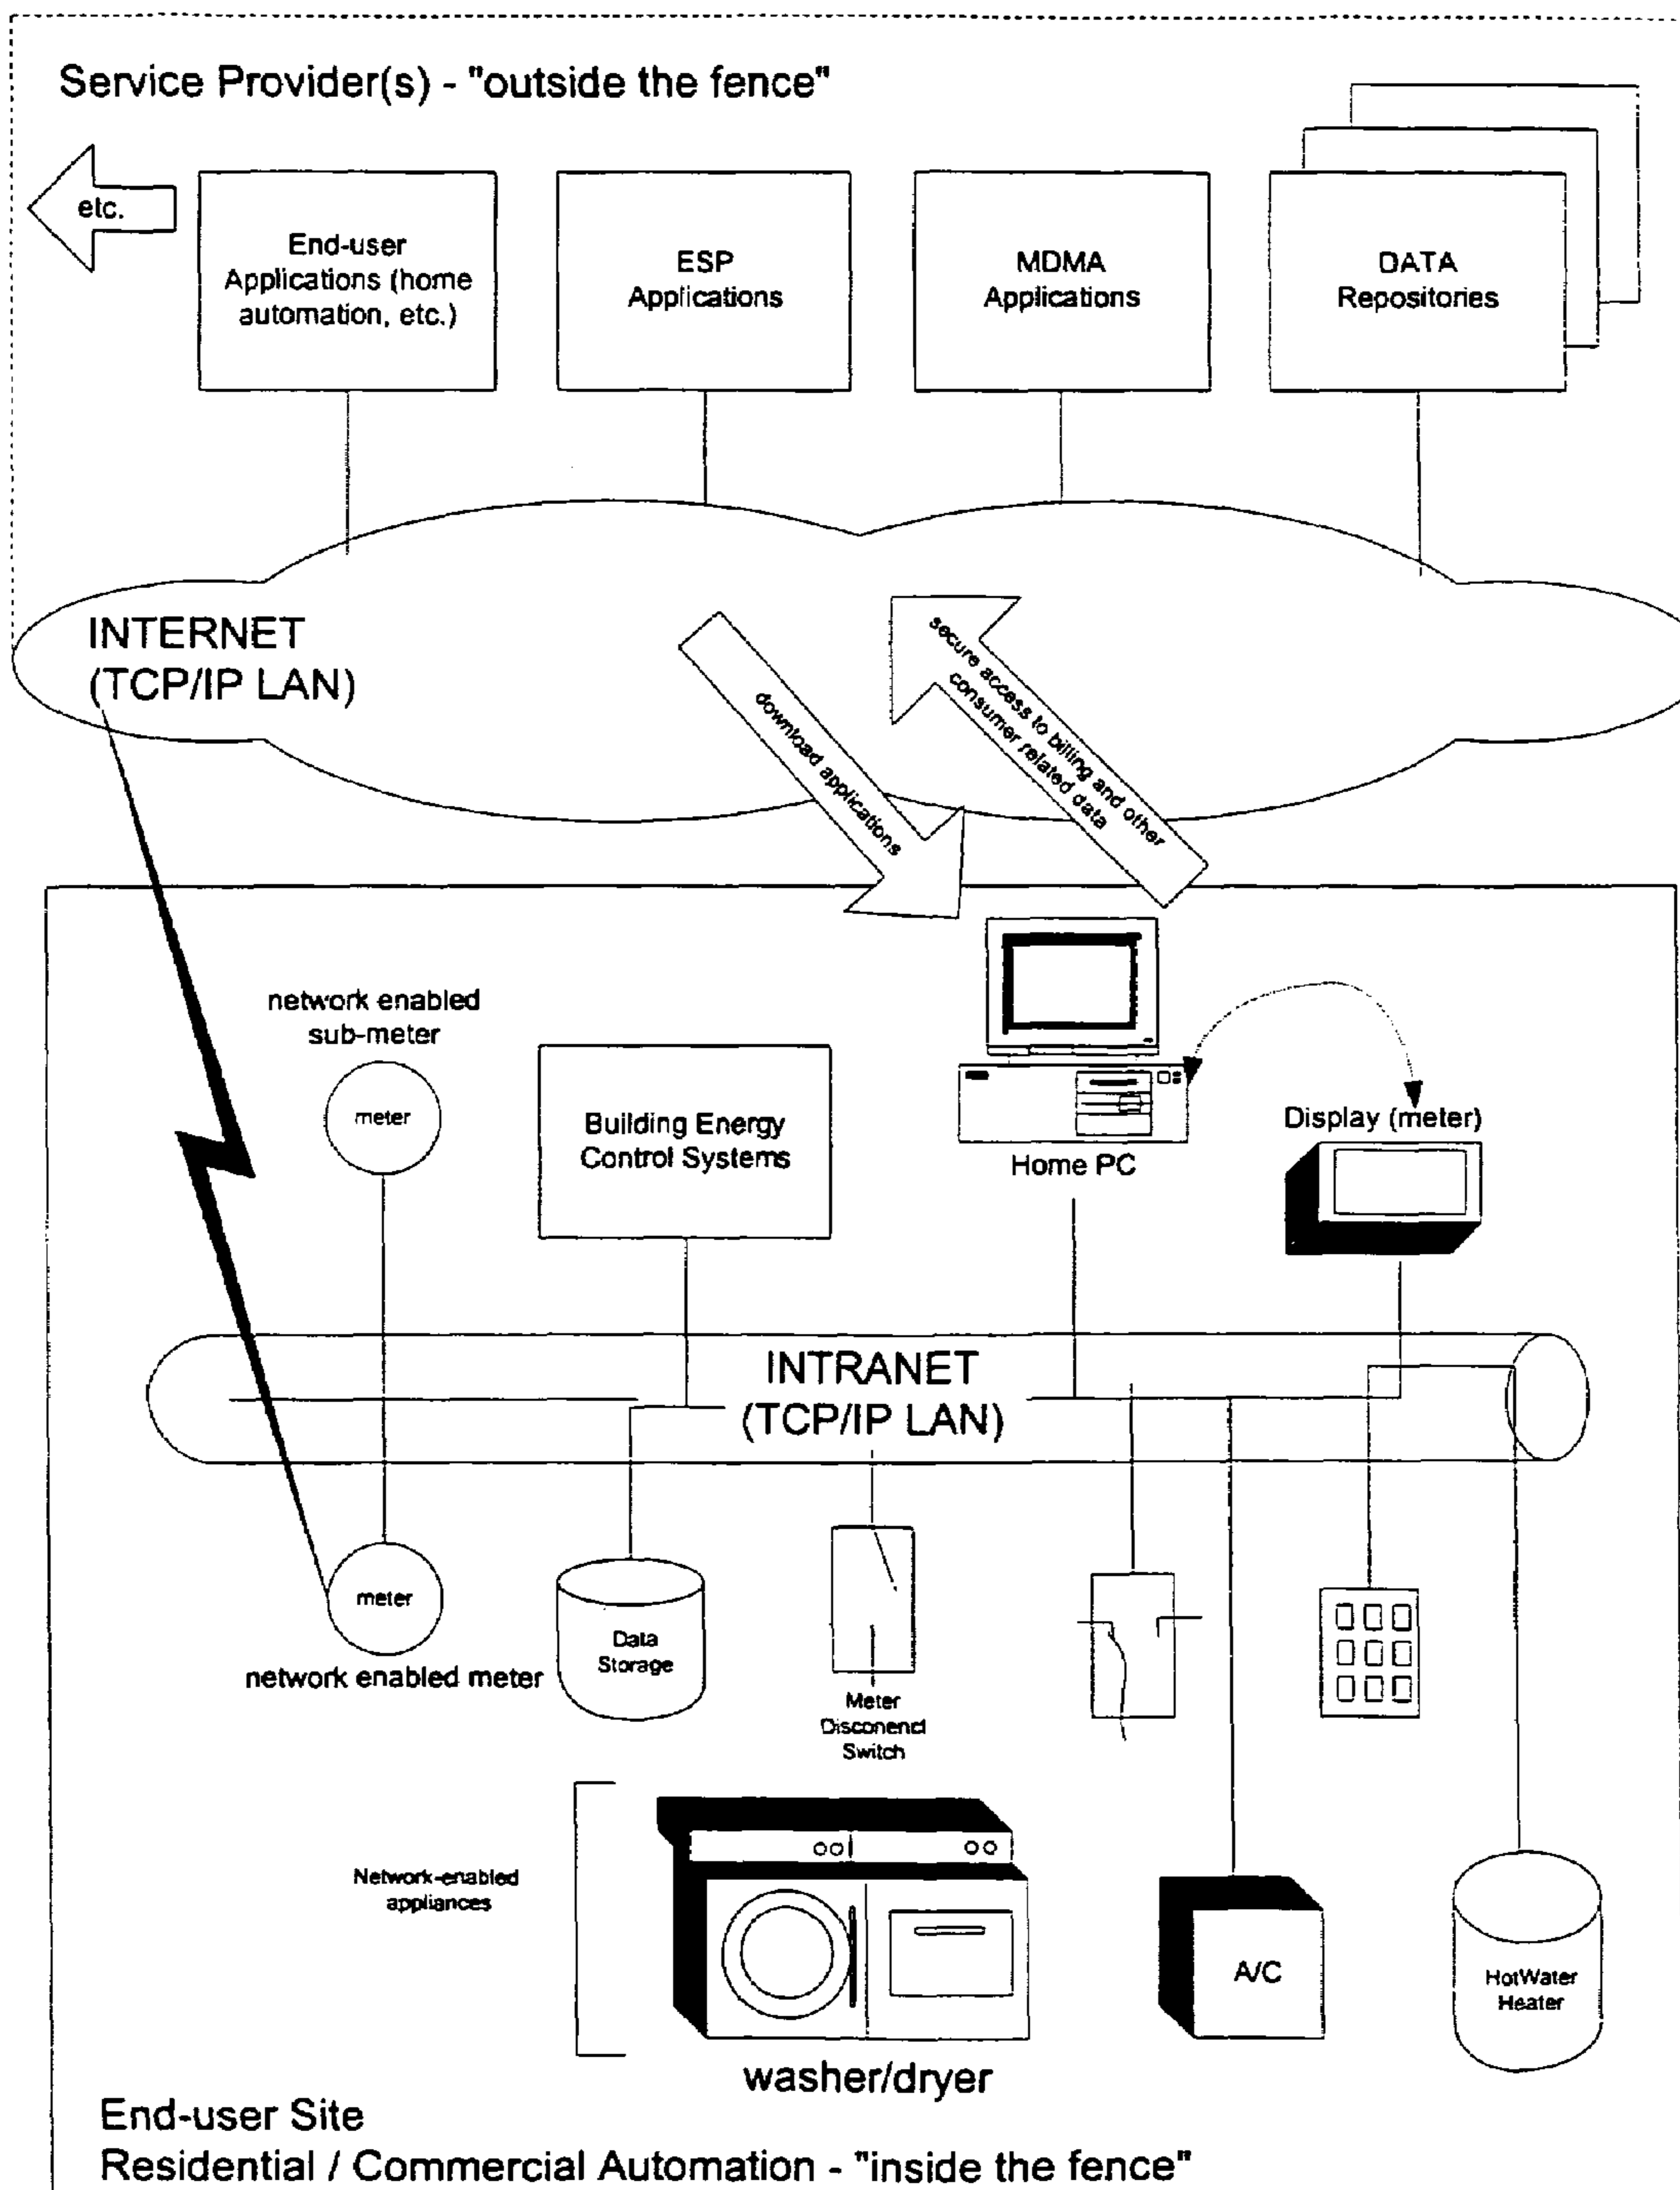 Service Provider(s) - "outside the fence"
etc.
End-user
Applications (home
automation, etc.)
ESP
Applications
MDMA
Applications
DATA
Repositories
INTERNET
(TCP/IP LAN)
download applications
secure access to billing and other
consumer related data
network enabled
sub-meter
meter
Building Energy
Control Systems
Home PC
Display (meter)
INTRANET
(TCP/IP LAN)
meter
network enabled meter
Data
Storage
Meter
Disconenct
Switch
Network-enabled
appliances
A/C
HotWater
Heater
washer/dryer
End-user Site
Residential / Commercial Automation - "inside the fence"